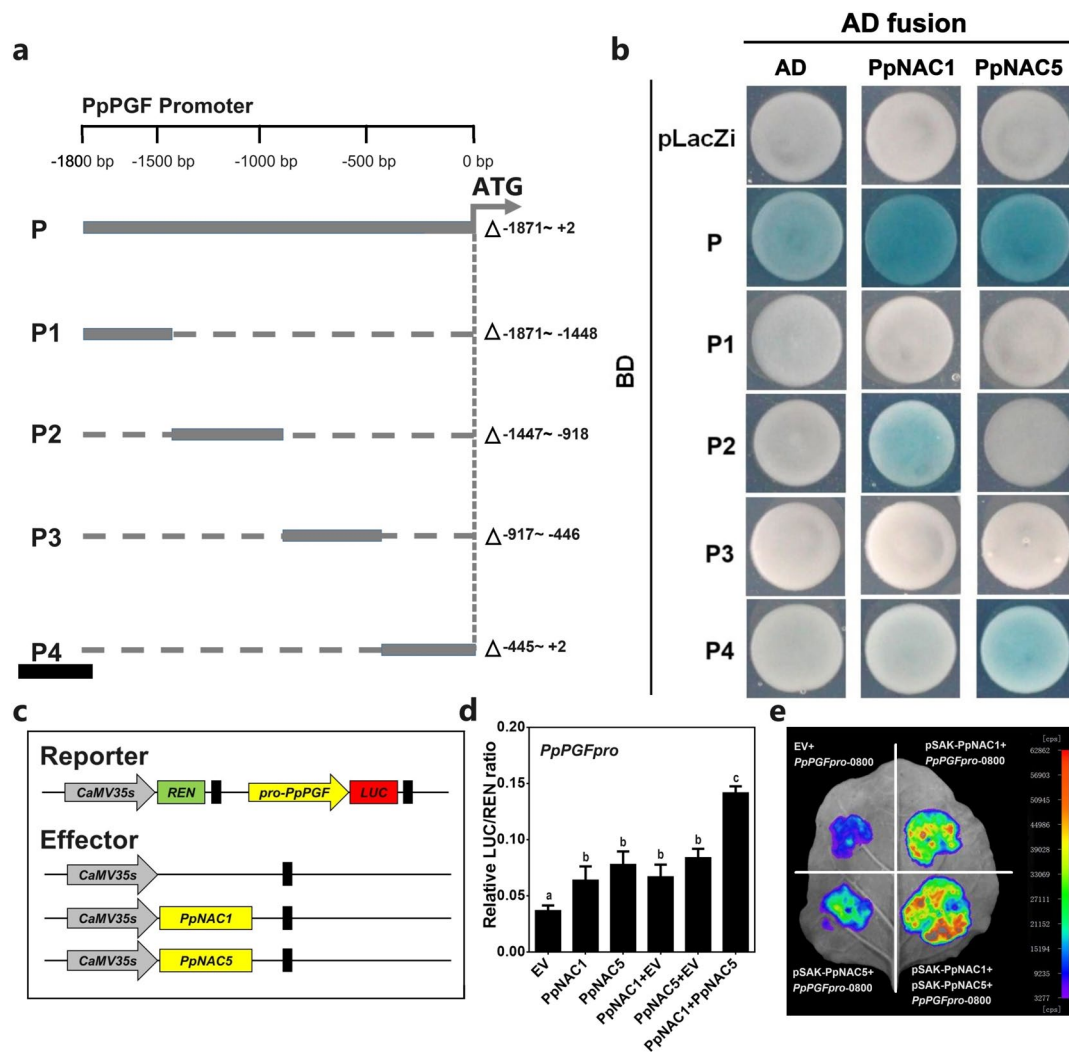 a
PpPGF Promoter
-1800 bp -1500 bp -1000 bp -500 bp 0 bp
ATG
P Δ -1871~ +2
P1 Δ -1871~ -1448
P2 Δ -1447~ -918
P3 Δ -917~ -446
P4 Δ -445~ +2
b
AD fusion
AD PpNAC1 PpNAC5
BD
pLacZi
P
P1
P2
P3
P4
c
Reporter
CaMV35s REN pro-PpPGF LUC
Effector
CaMV35s
CaMV35s PpNAC1
CaMV35s PpNAC5
d
Relative LUC/REN ratio
PpPGFpro
0.20
0.15
0.10
0.05
0.00
a b b b b c
EV
PpNAC1
PpNAC5
PpNAC1+EV
PpNAC5+EV
PpNAC1+PpNAC5
e
EV+
PpPGFpro-0800
pSAK-PpNAC1+
PpPGFpro-0800
pSAK-PpNAC5+
PpPGFpro-0800
pSAK-PpNAC1+
pSAK-PpNAC5+
PpPGFpro-0800
[cps]
62862
56903
50945
44986
39028
33069
27111
21152
15194
9235
3277
[cps]